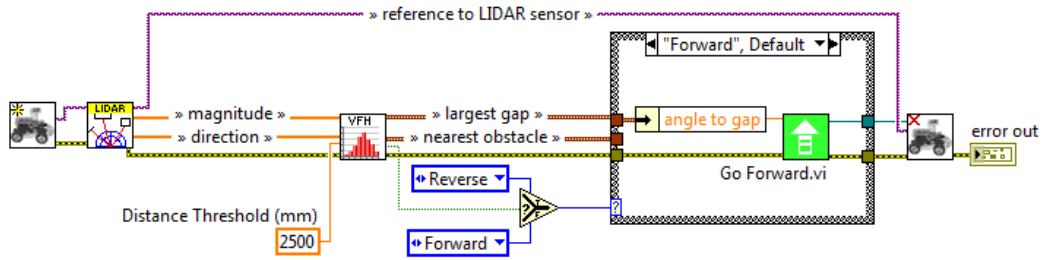 » reference to LIDAR sensor »
"Forward", Default
LIDAR
» magnitude »
» direction »
VFH
» largest gap »
» nearest obstacle »
angle to gap
Go Forward.vi
error out
Reverse
Distance Threshold (mm)
2500
Forward
?
T
F
?